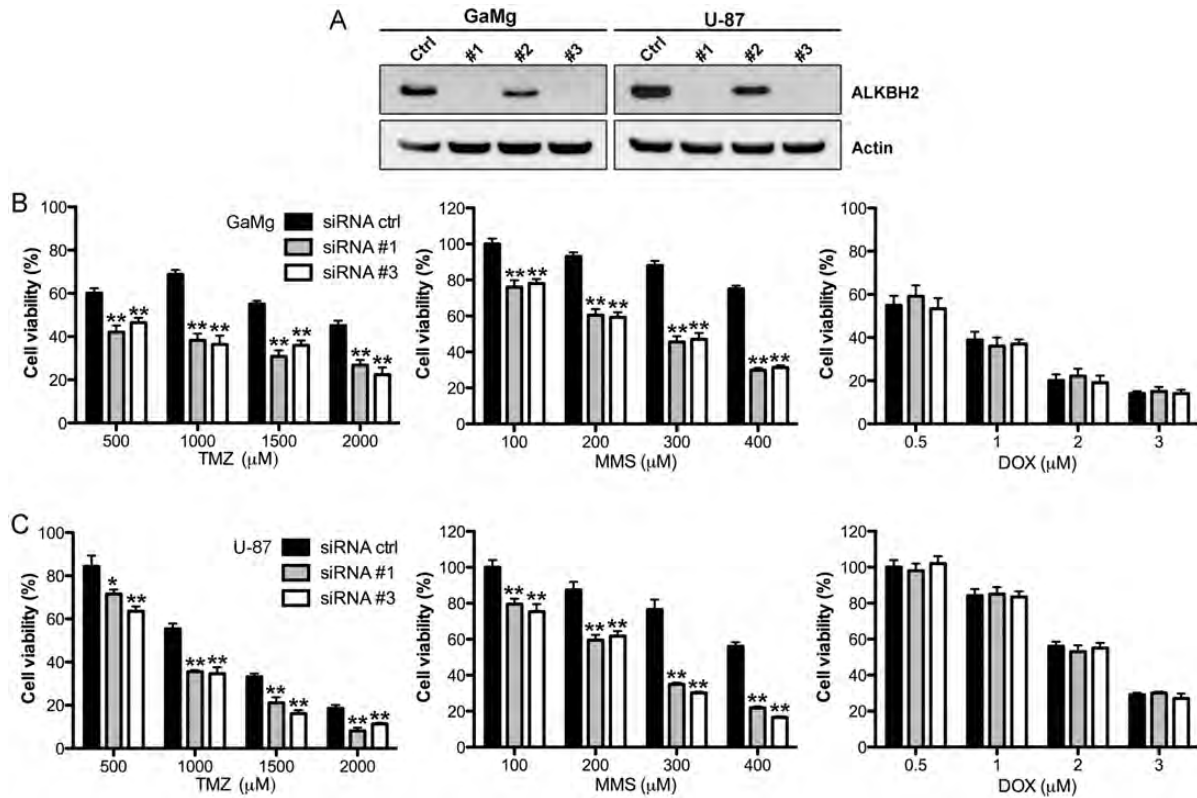 A
GaMg
U-87
Ctrl #1 #2 #3 Ctrl #1 #2 #3
ALKBH2
Actin
B
GaMg
siRNA ctrl
siRNA #1
siRNA #3
Cell viability (%)
100
80
60
40
20
0
** ** ** ** ** ** ** **
500 1000 1500 2000
TMZ (μM)
Cell viability (%)
120
100
80
60
40
20
0
** ** ** ** ** ** ** **
100 200 300 400
MMS (μM)
Cell viability (%)
100
80
60
40
20
0
0.5 1 2 3
DOX (μM)
C
U-87
siRNA ctrl
siRNA #1
siRNA #3
Cell viability (%)
100
80
60
40
20
0
* ** ** ** ** ** ** **
500 1000 1500 2000
TMZ (μM)
Cell viability (%)
120
100
80
60
40
20
0
** ** ** ** ** ** ** **
100 200 300 400
MMS (μM)
Cell viability (%)
120
100
80
60
40
20
0
0.5 1 2 3
DOX (μM)